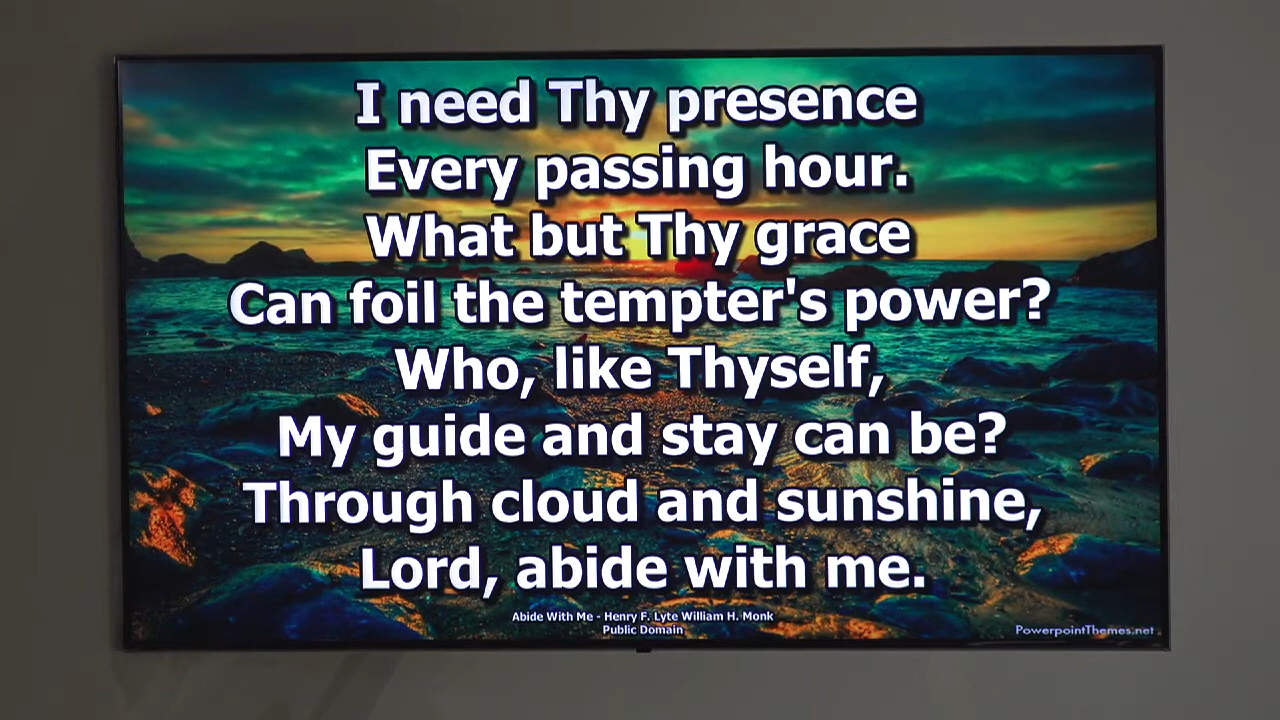 I need Thy presence
Every passing hour.
What but Thy grace
Can foil the tempter's power?
Who, like Thyself,
My guide and stay can be?
Through cloud and sunshine,
Lord, abide with me.
Abide With Me - Henry F. Lyte William H. Monk
Public Domain
PowerpointThemes.net